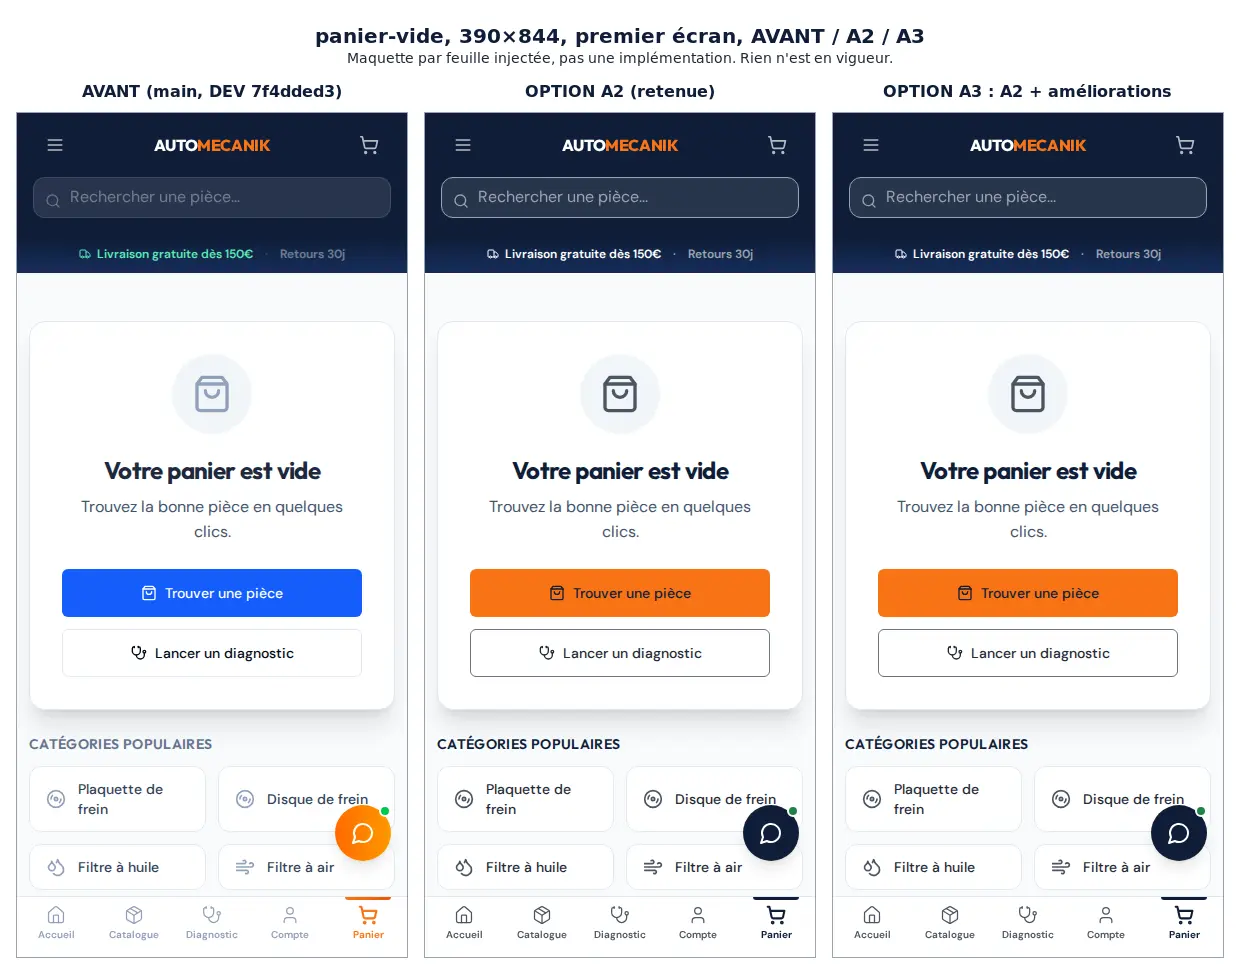 panier-vide, 390×844, premier écran, AVANT / A2 / A3
Maquette par feuille injectée, pas une implémentation. Rien n'est en vigueur.
AVANT (main, DEV 7f4dded3)
AUTOMECANIK
Rechercher une pièce...
Livraison gratuite dès 150€ · Retours 30j
Votre panier est vide
Trouvez la bonne pièce en quelques
clics.
Trouver une pièce
Lancer un diagnostic
CATÉGORIES POPULAIRES
Plaquette de
frein
Disque de frein
Filtre à huile
Filtre à air
Accueil
Catalogue
Diagnostic
Compte
Panier
OPTION A2 (retenue)
AUTOMECANIK
Rechercher une pièce...
Livraison gratuite dès 150€ · Retours 30j
Votre panier est vide
Trouvez la bonne pièce en quelques
clics.
Trouver une pièce
Lancer un diagnostic
CATÉGORIES POPULAIRES
Plaquette de
frein
Disque de frein
Filtre à huile
Filtre à air
Accueil
Catalogue
Diagnostic
Compte
Panier
OPTION A3 : A2 + améliorations
AUTOMECANIK
Rechercher une pièce...
Livraison gratuite dès 150€ · Retours 30j
Votre panier est vide
Trouvez la bonne pièce en quelques
clics.
Trouver une pièce
Lancer un diagnostic
CATÉGORIES POPULAIRES
Plaquette de
frein
Disque de frein
Filtre à huile
Filtre à air
Accueil
Catalogue
Diagnostic
Compte
Panier